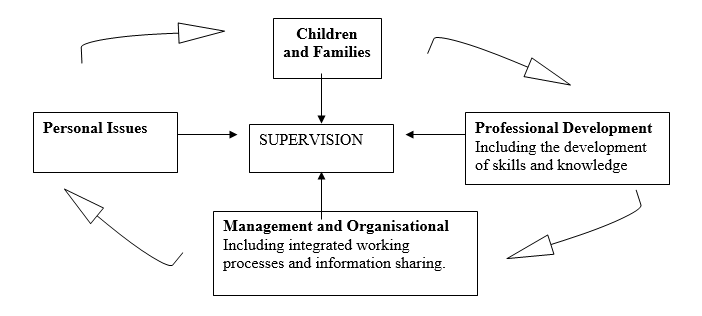 Children
and Families
Personal Issues
SUPERVISION
Professional Development
Including the development
of skills and knowledge
Management and Organisational
Including integrated working
processes and information sharing.